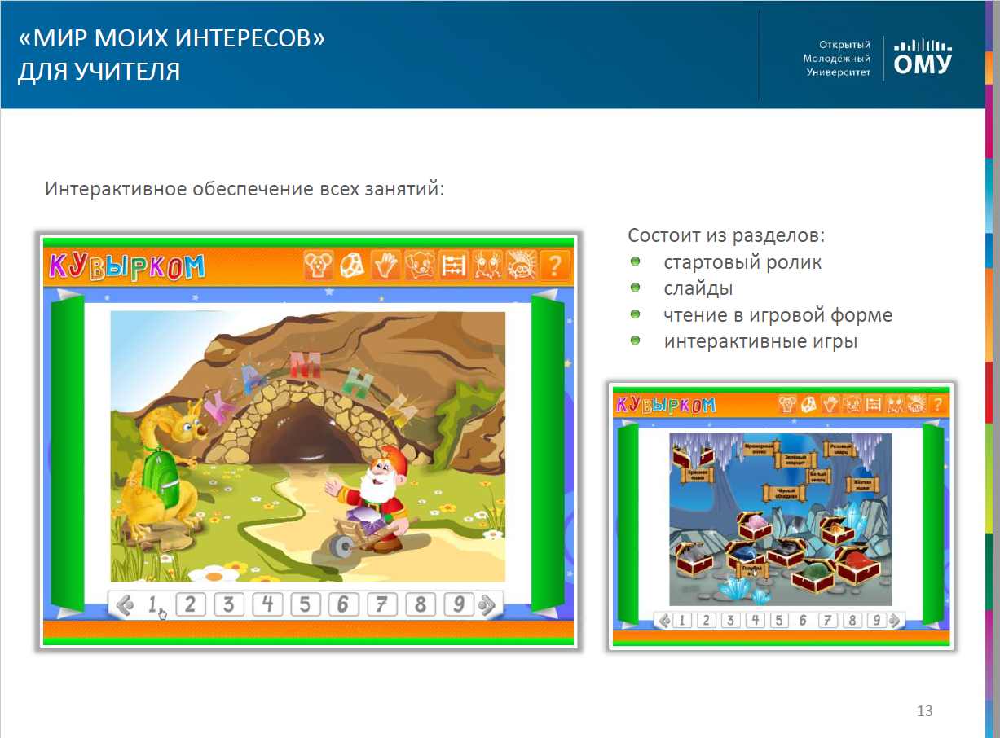 «МИР МОИХ ИНТЕРЕСОВ»
ДЛЯ УЧИТЕЛЯ
Открытый
Молодёжный
Университет
ОМУ
Интерактивное обеспечение всех занятий:
КУВЫРКОМ
?
КАМНИ
1 2 3 4 5 6 7 8 9
Состоит из разделов:
стартовый ролик
слайды
чтение в игровой форме
интерактивные игры
КУВЫРКОМ
?
Мраморный
оникс
Розовый
кварц
Зелёный
кварцит
Красная
яшма
Белый
кварц
Жёлтая
яшма
Чёрный
обсидиан
Голубой
1 2 3 4 5 6 7 8 9
13